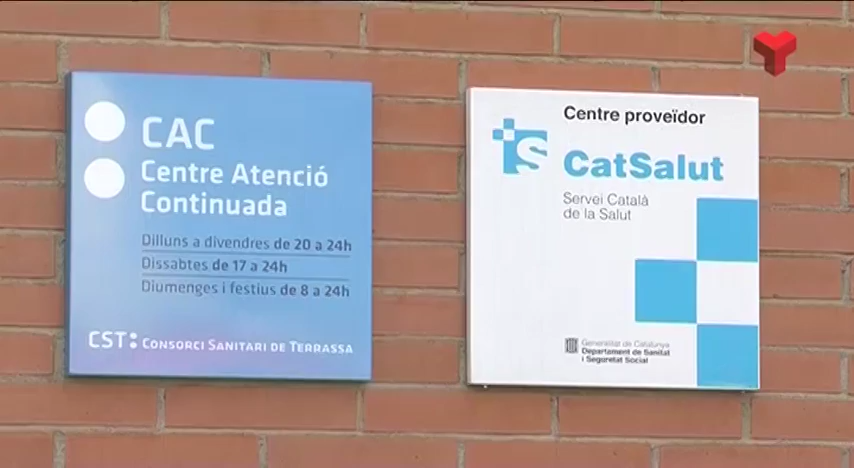 CAC
Centre Atenció
Continuada
Dilluns a divendres de 20 a 24h
Dissabtes de 17 a 24h
Diumenges i festius de 8 a 24h
CST: CONSORCI SANITARI DE TERRASSA
Centre proveïdor
CatSalut
Servei Català
de la Salut
Generalitat de Catalunya
Departament de Sanitat
i Seguretat Social